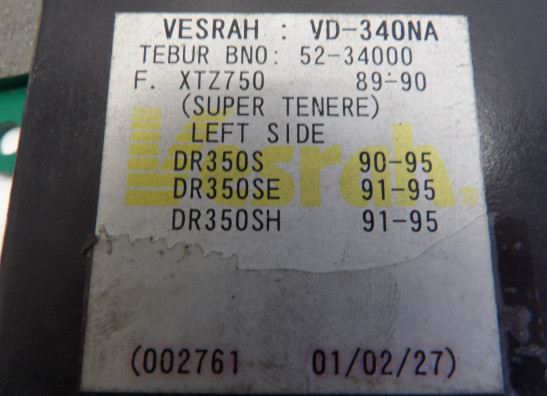 VESRAH : VD-340NA
TEBUR BNO: 52-34000
F. XTZ750 89-90
(SUPER TENERE)
LEFT SIDE
Vesrah®
DR350S 90-95
DR350SE 91-95
DR350SH 91-95
(002761 01/02/27)